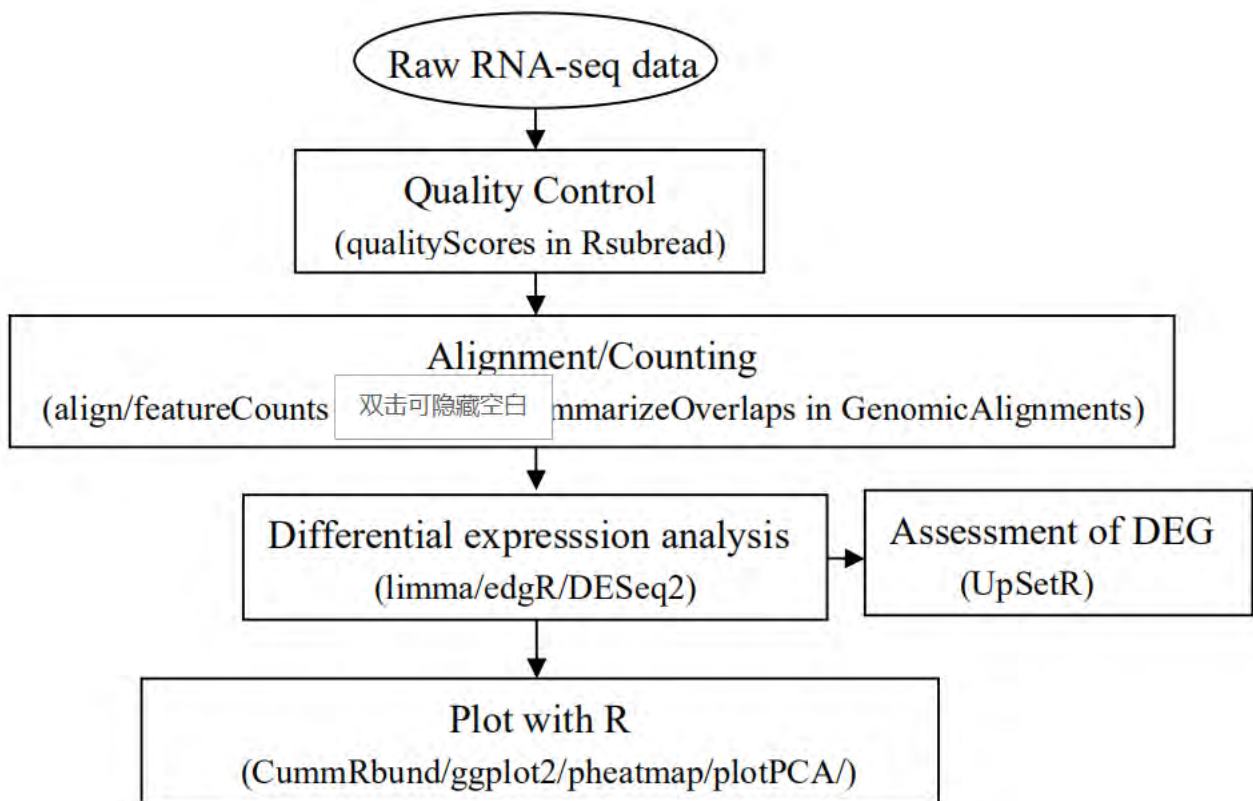 Raw RNA-seq data
Quality Control
(qualityScores in Rsubread)
Alignment/Counting
(align/featureCounts 双击可隐藏空白 mmarizeOverlaps in GenomicAlignments)
Differential expresssion analysis
(limma/edgR/DESeq2)
Assessment of DEG
(UpSetR)
Plot with R
(CummRbund/ggplot2/pheatmap/plotPCA/)